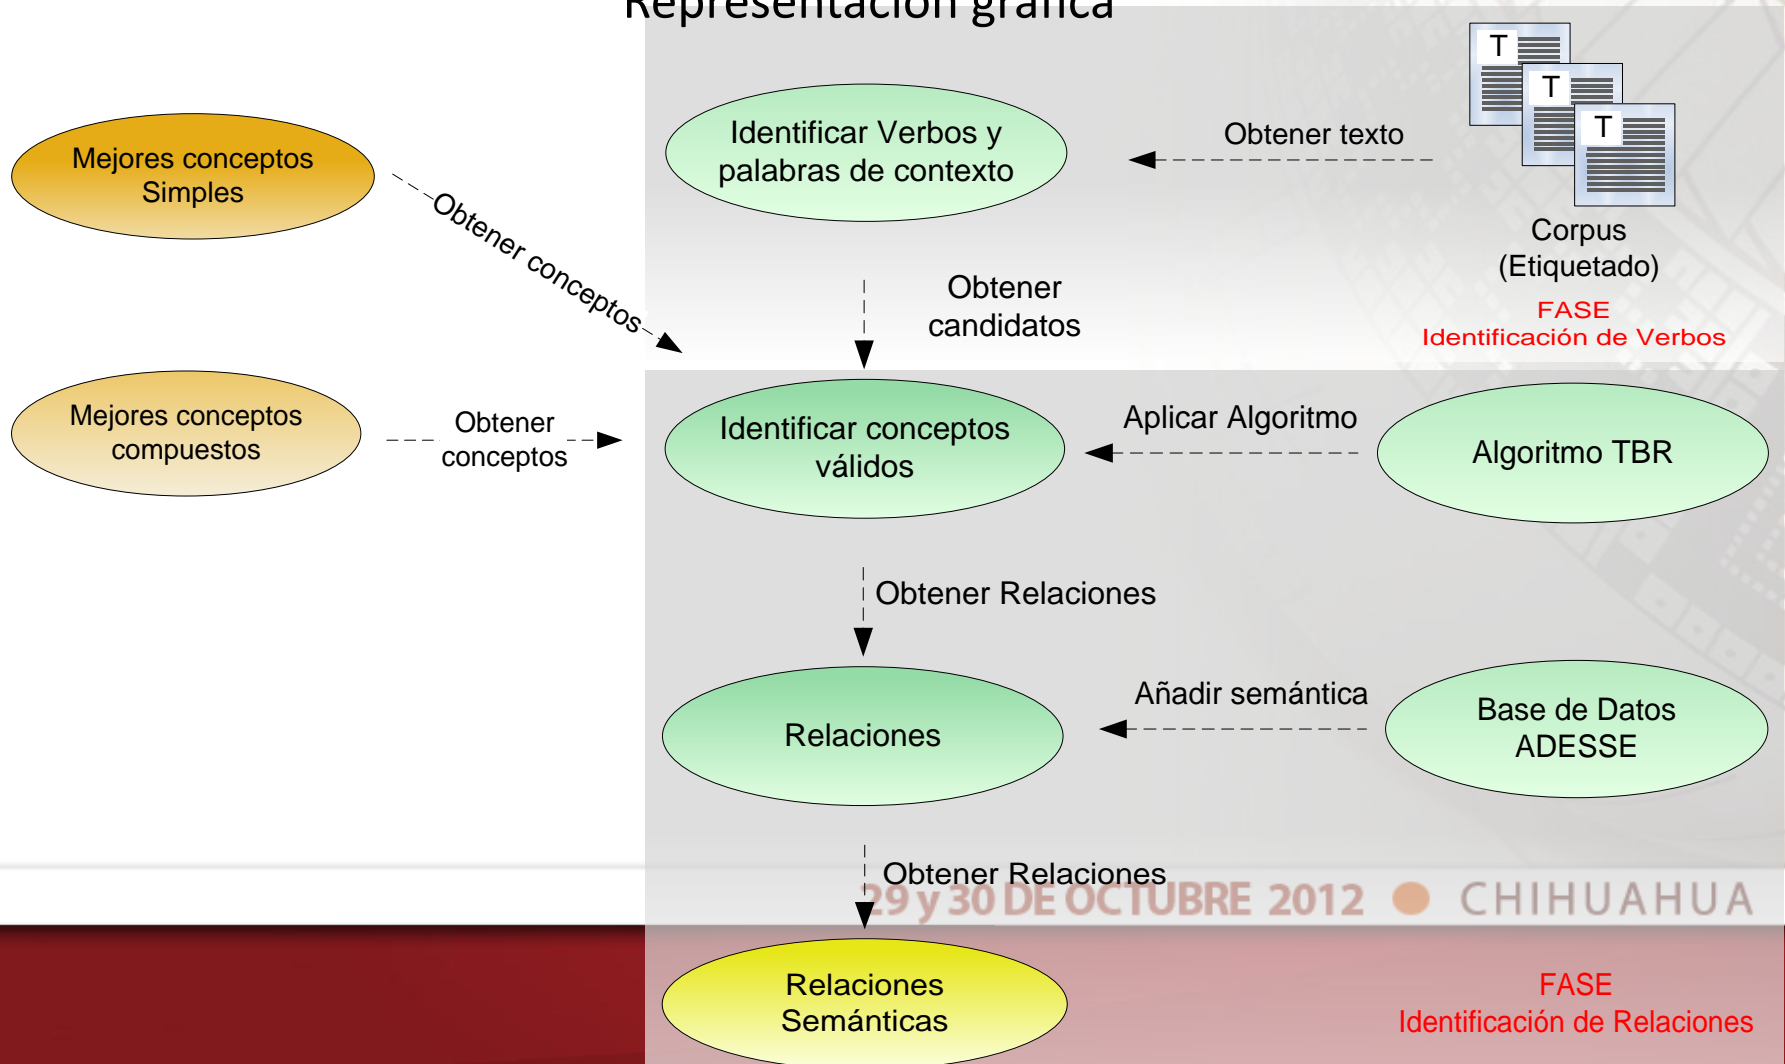 Representación gráfica
T
T
T
Mejores conceptos
Simples
Identificar Verbos y
palabras de contexto
Obtener texto
Corpus
(Etiquetado)
FASE
Identificación de Verbos
Obtener conceptos
Obtener
candidatos
Mejores conceptos
compuestos
Obtener
conceptos
Identificar conceptos
válidos
Aplicar Algoritmo
Algoritmo TBR
Obtener Relaciones
Relaciones
Añadir semántica
Base de Datos
ADESSE
Obtener Relaciones
29 y 30 DE OCTUBRE 2012 CHIHUAHUA
Relaciones
Semánticas
FASE
Identificación de Relaciones